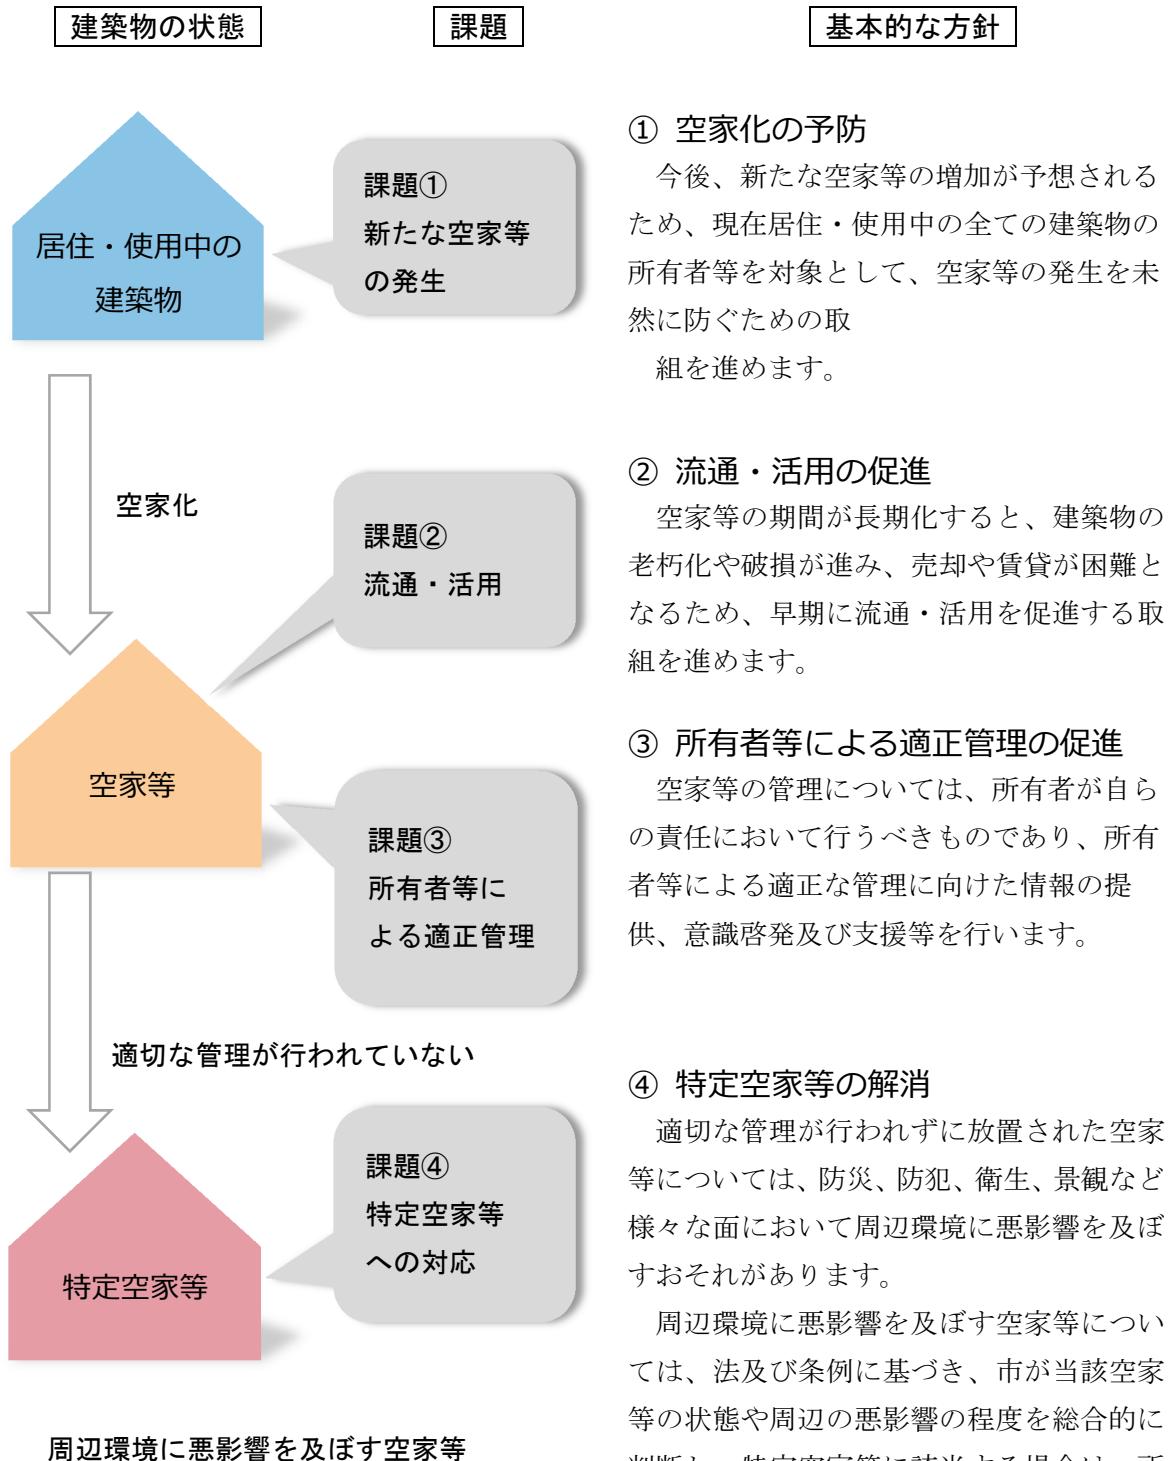 建築物の状態
課題
基本的な方針
居住・使用中の
建築物
課題①
新たな空家等
の発生
① 空家化の予防
今後、新たな空家等の増加が予想される
ため、現在居住・使用中の全ての建築物の
所有者等を対象として、空家等の発生を未
然に防ぐための取
組を進めます。
空家化
課題②
流通・活用
② 流通・活用の促進
空家等の期間が長期化すると、建築物の
老朽化や破損が進み、売却や賃貸が困難と
なるため、早期に流通・活用を促進する取
組を進めます。
空家等
課題③
所有者等に
よる適正管理
③ 所有者等による適正管理の促進
空家等の管理については、所有者が自ら
の責任において行うべきものであり、所有
者等による適正な管理に向けた情報の提
供、意識啓発及び支援等を行います。
適切な管理が行われていない
特定空家等
課題④
特定空家等
への対応
④ 特定空家等の解消
適切な管理が行われずに放置された空家
等については、防災、防犯、衛生、景観など
様々な面において周辺環境に悪影響を及ぼ
すおそれがあります。
周辺環境に悪影響を及ぼす空家等につい
ては、法及び条例に基づき、市が当該空家
等の状態や周辺の悪影響の程度を総合的に
周辺環境に悪影響を及ぼす空家等